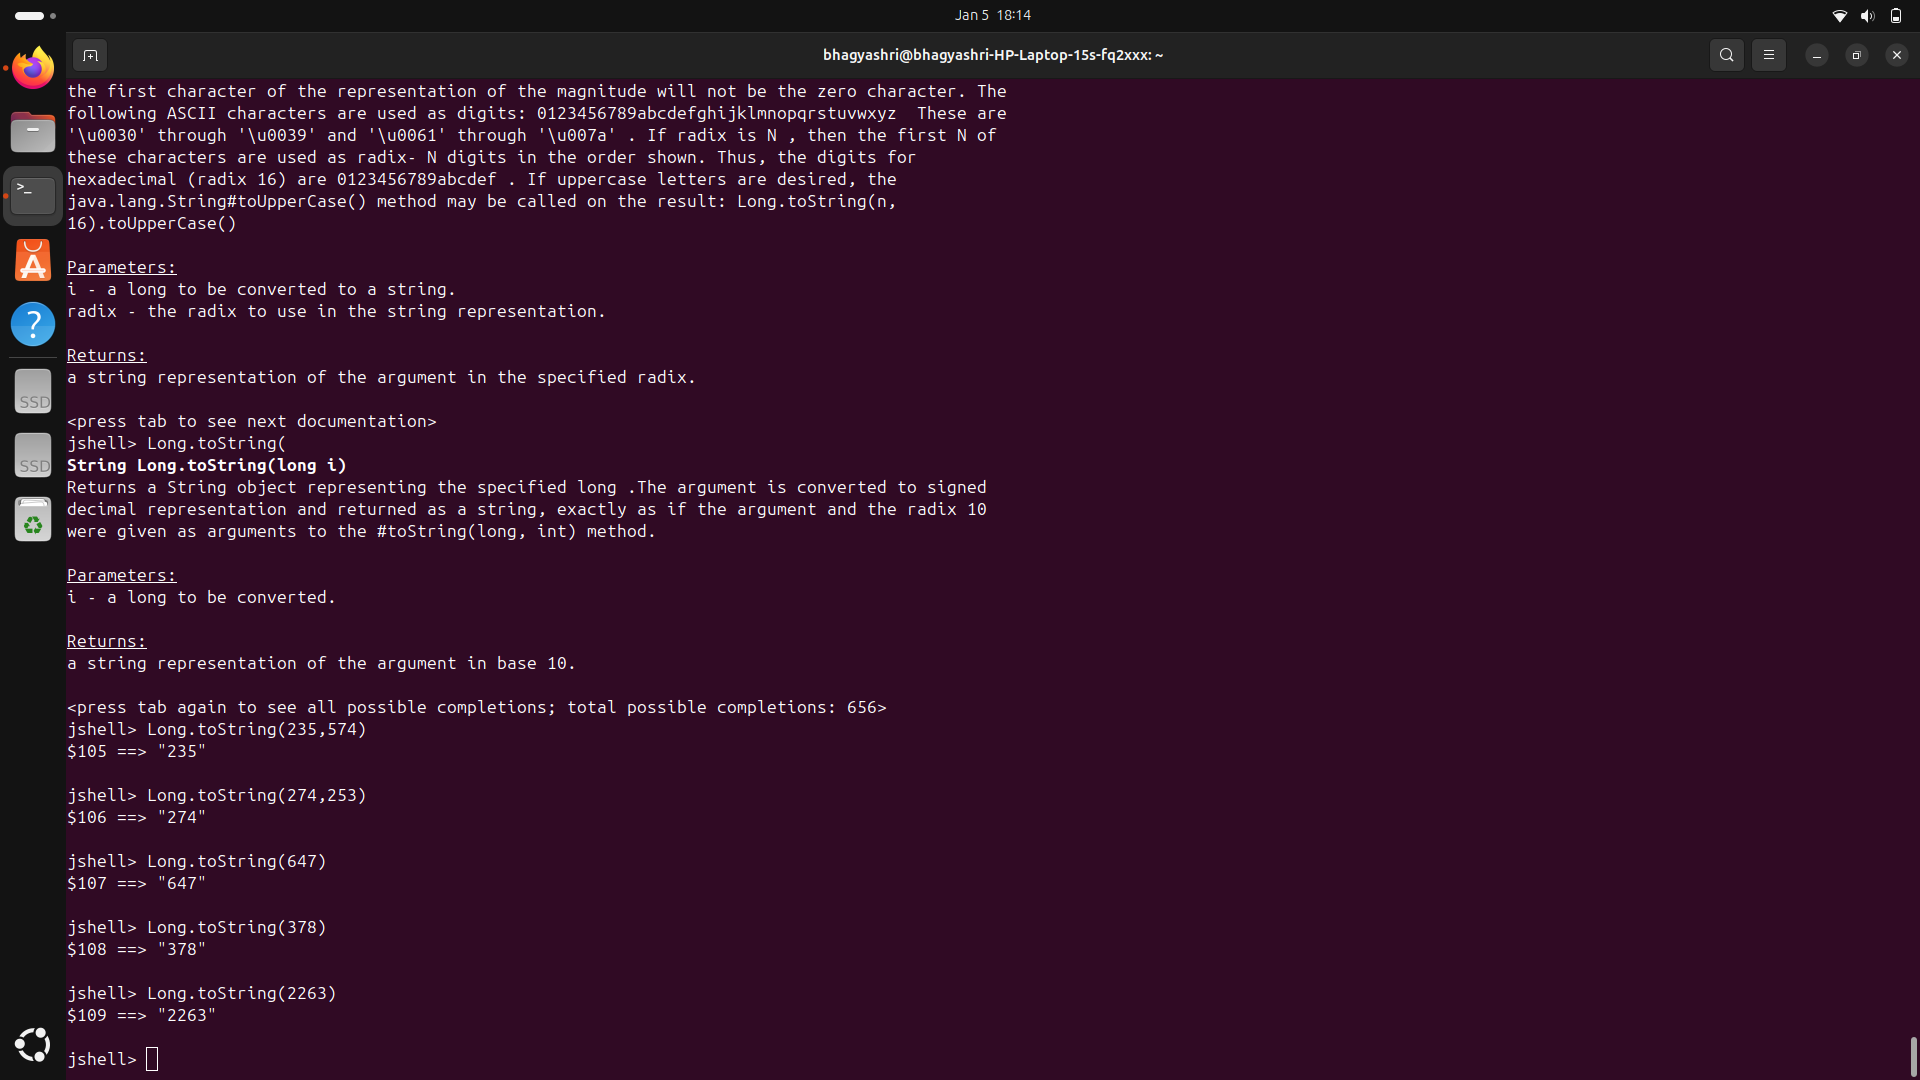 Jan 5 18:14
bhagyashri@bhagyashri-HP-Laptop-15s-fq2xxx: ~
the first character of the representation of the magnitude will not be the zero character. The
following ASCII characters are used as digits: 0123456789abcdefghijklmnopqrstuvwxyz  These are
'\u0030' through '\u0039' and '\u0061' through '\u007a' . If radix is N , then the first N of
these characters are used as radix- N digits in the order shown. Thus, the digits for
hexadecimal (radix 16) are 0123456789abcdef . If uppercase letters are desired, the
java.lang.String#toUpperCase() method may be called on the result: Long.toString(n,
16).toUpperCase()
Parameters:
i - a long to be converted to a string.
radix - the radix to use in the string representation.
Returns:
a string representation of the argument in the specified radix.
<press tab to see next documentation>
jshell> Long.toString(
String Long.toString(long i)
Returns a String object representing the specified long .The argument is converted to signed
decimal representation and returned as a string, exactly as if the argument and the radix 10
were given as arguments to the #toString(long, int) method.
Parameters:
i - a long to be converted.
Returns:
a string representation of the argument in base 10.
<press tab again to see all possible completions; total possible completions: 656>
jshell> Long.toString(235,574)
$105 ==> "235"
jshell> Long.toString(274,253)
$106 ==> "274"
jshell> Long.toString(647)
$107 ==> "647"
jshell> Long.toString(378)
$108 ==> "378"
jshell> Long.toString(2263)
$109 ==> "2263"
jshell>
SSD
SSD